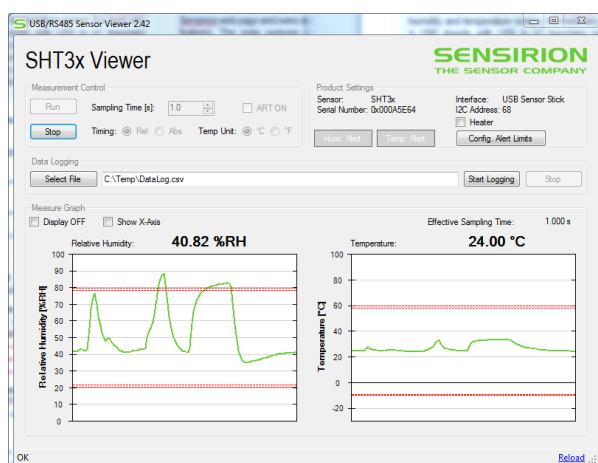 USB/RS485 Sensor Viewer 2.42
SHT3x Viewer
SENSIRION
THE SENSOR COMPANY
Measurement Control
Run
Sampling Time [s]:
1.0
ART ON
Stop
Timing:
Rel
Abs
Temp Unit:
°C
°F
Product Settings
Sensor: SHT3x
Serial Number: 0x000A5E64
Interface: USB Sensor Stick
I2C Address: 68
Heater
Humi Alert
Temp. Alert
Config. Alert Limits
Data Logging
Select File
C:\Temp\DataLog.csv
Start Logging
Stop
Measure Graph
Display OFF
Show X-Axis
Effective Sampling Time: 1.000 s
Relative Humidity: 40.82 %RH
Relative Humidity [%RH]
100
90
80
70
60
50
40
30
20
10
0
Temperature: 24.00 °C
Temperature [°C]
100
80
60
40
20
0
-20
OK
Reload